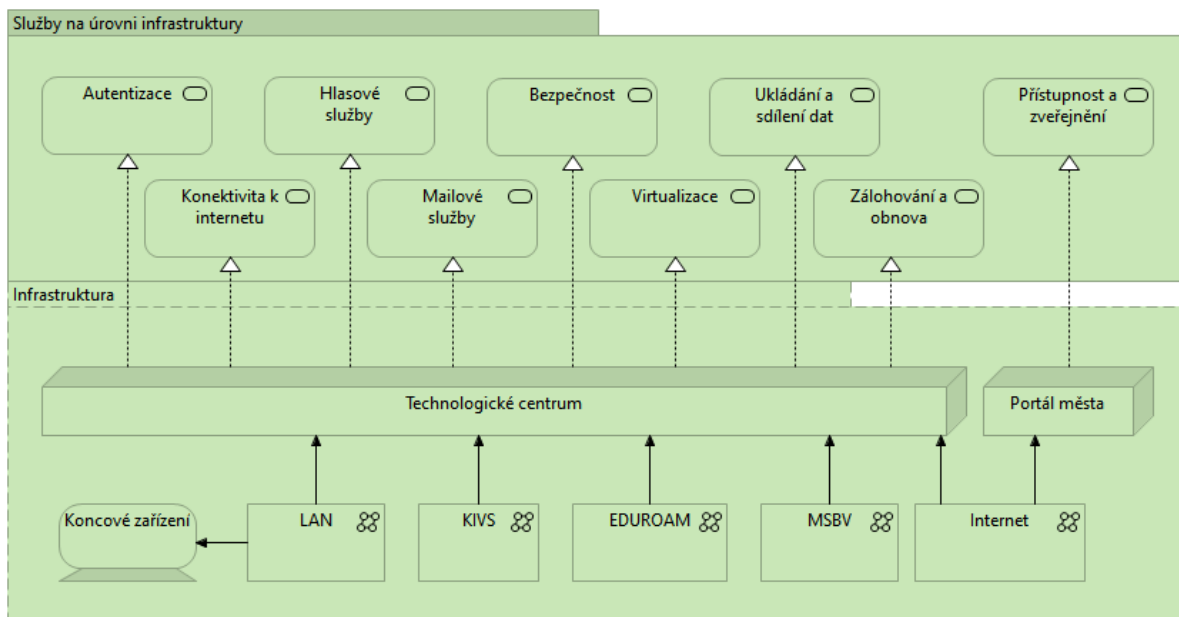 Služby na úrovni infrastruktury
Autentizace
Hlasové
služby
Bezpečnost
Ukládání a
sdílení dat
Přístupnost a
zveřejnění
Konektivita k
internetu
Mailové
služby
Virtualizace
Zálohování a
obnova
Infrastruktura
Technologické centrum
Portál města
Koncové zařízení
LAN
KIVS
EDUROAM
MSBV
Internet